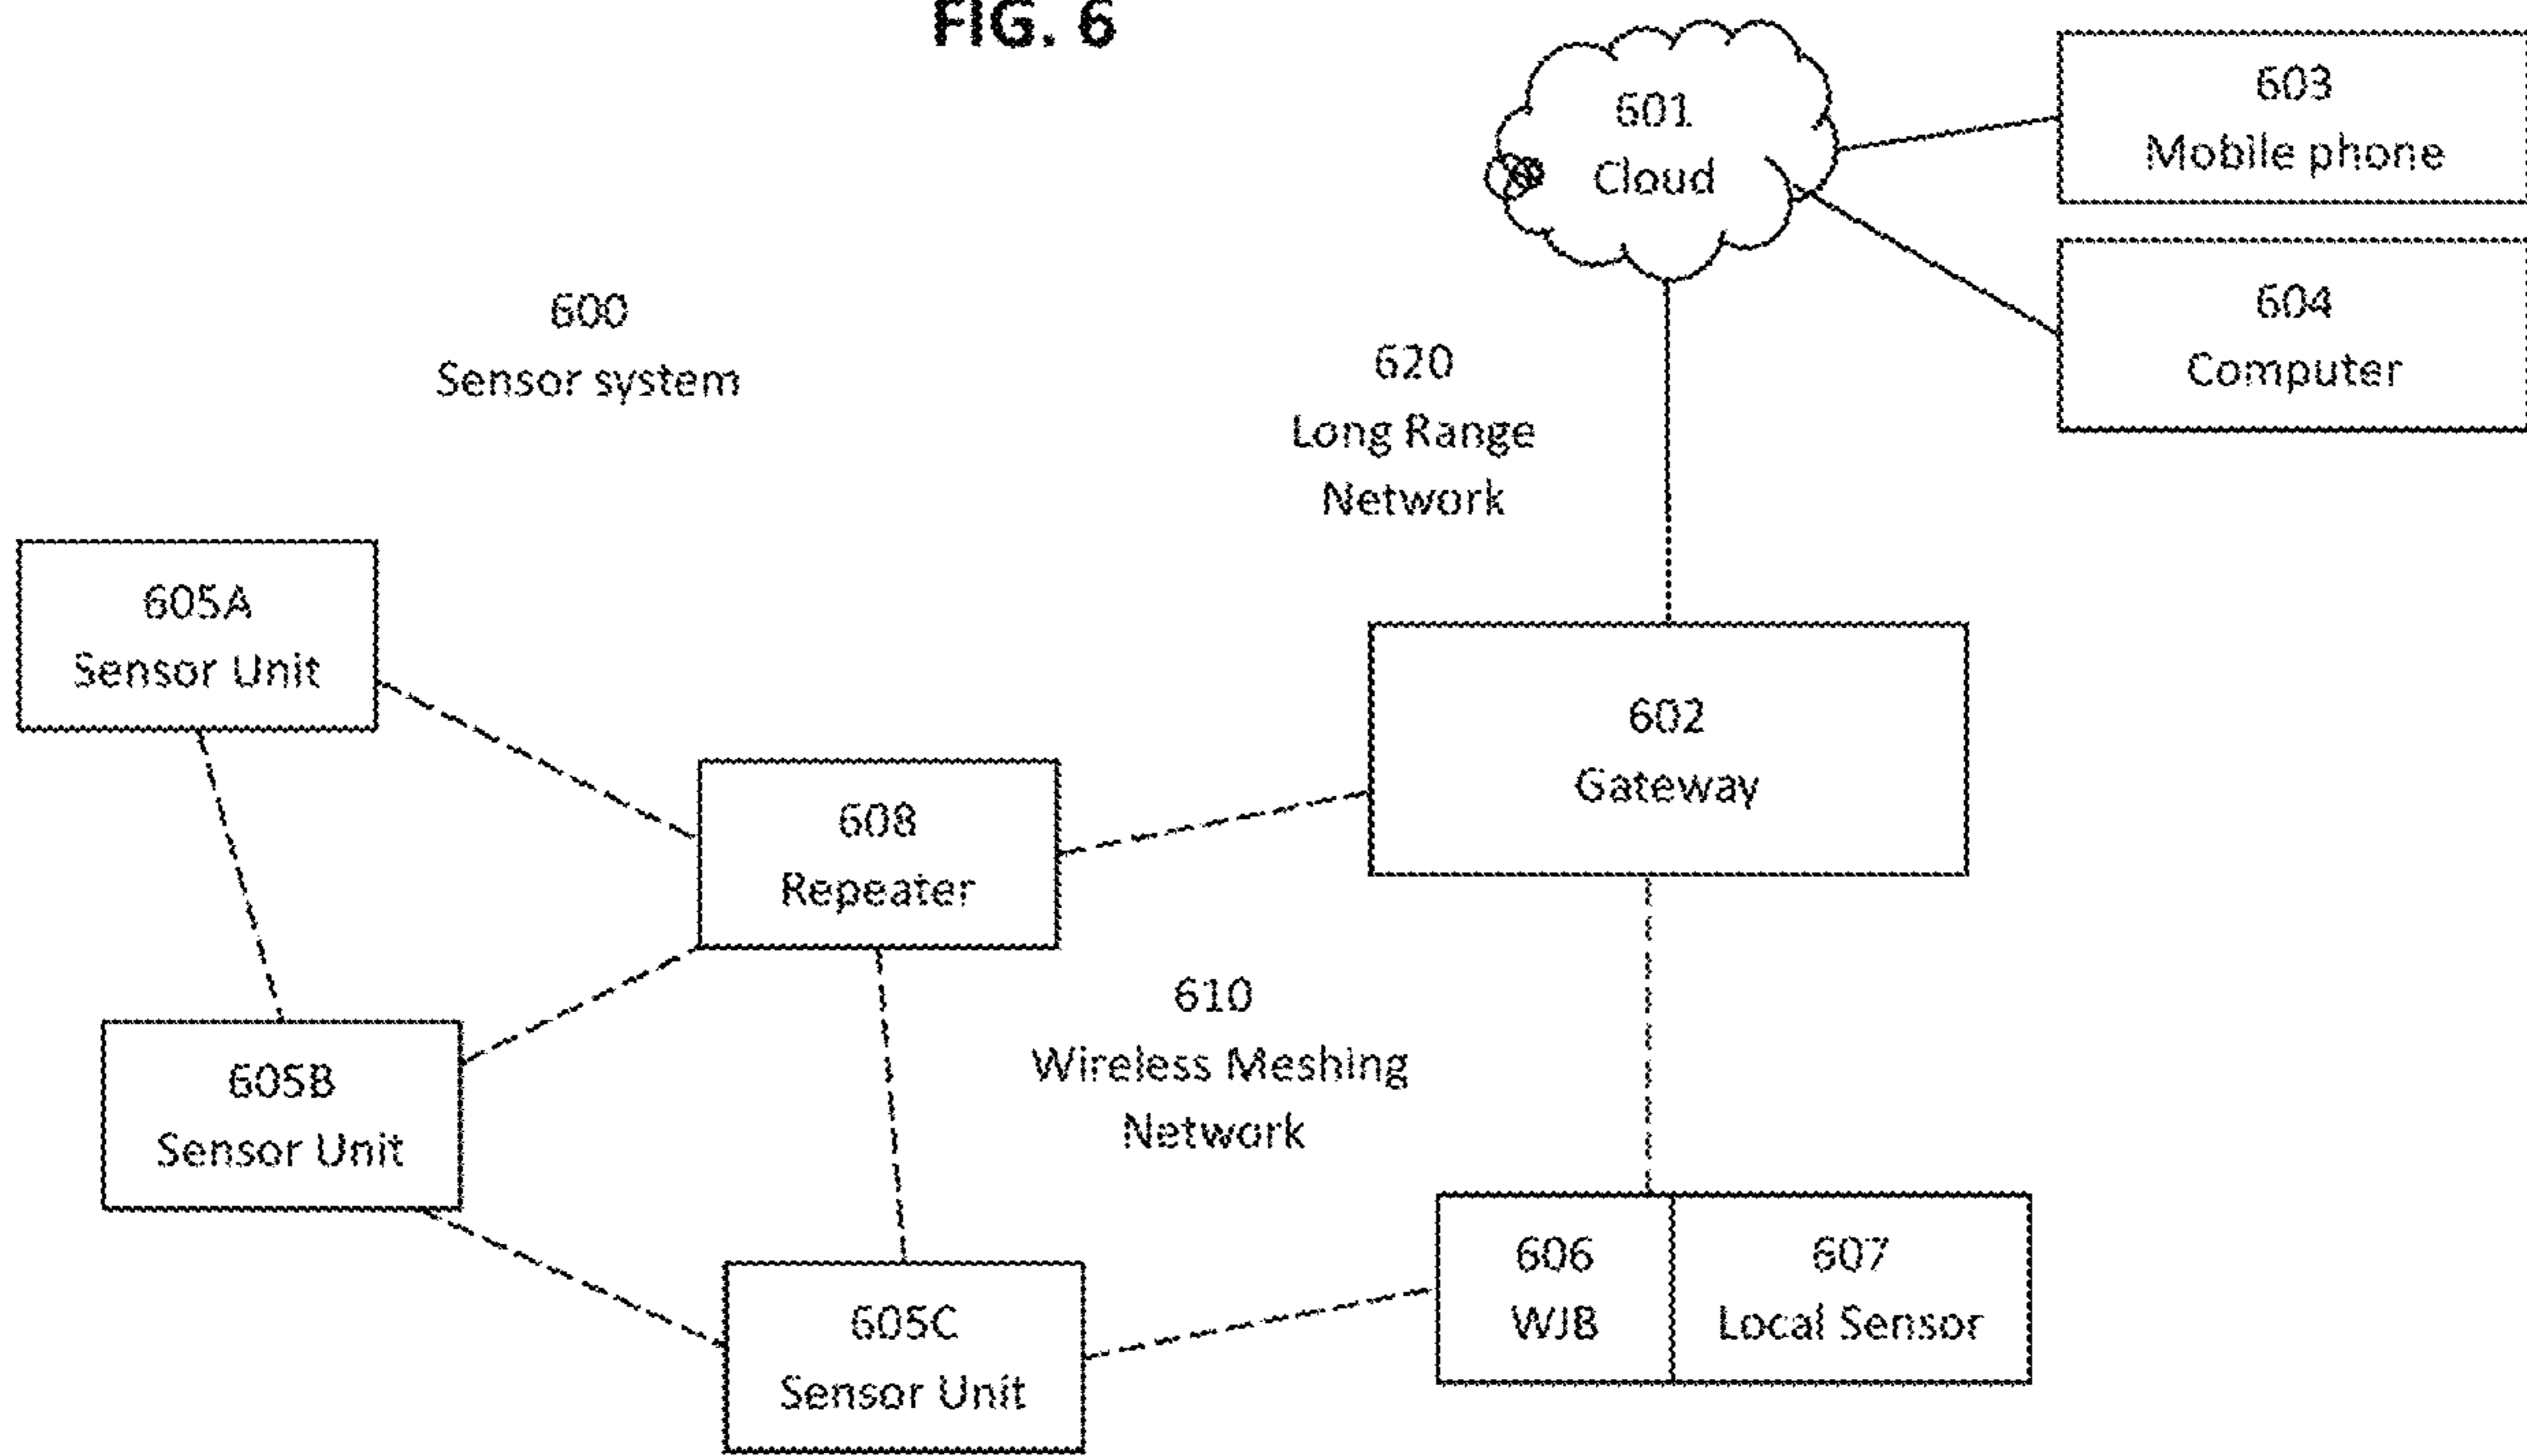 FIG. 6
601
Cloud
603
Mobile phone
604
Computer
600
Sensor system
620
Long Range
Network
605A
Sensor Unit
602
Gateway
608
Repeater
610
Wireless Meshing
Network
605B
Sensor Unit
606
WJB
607
Local Sensor
605C
Sensor Unit